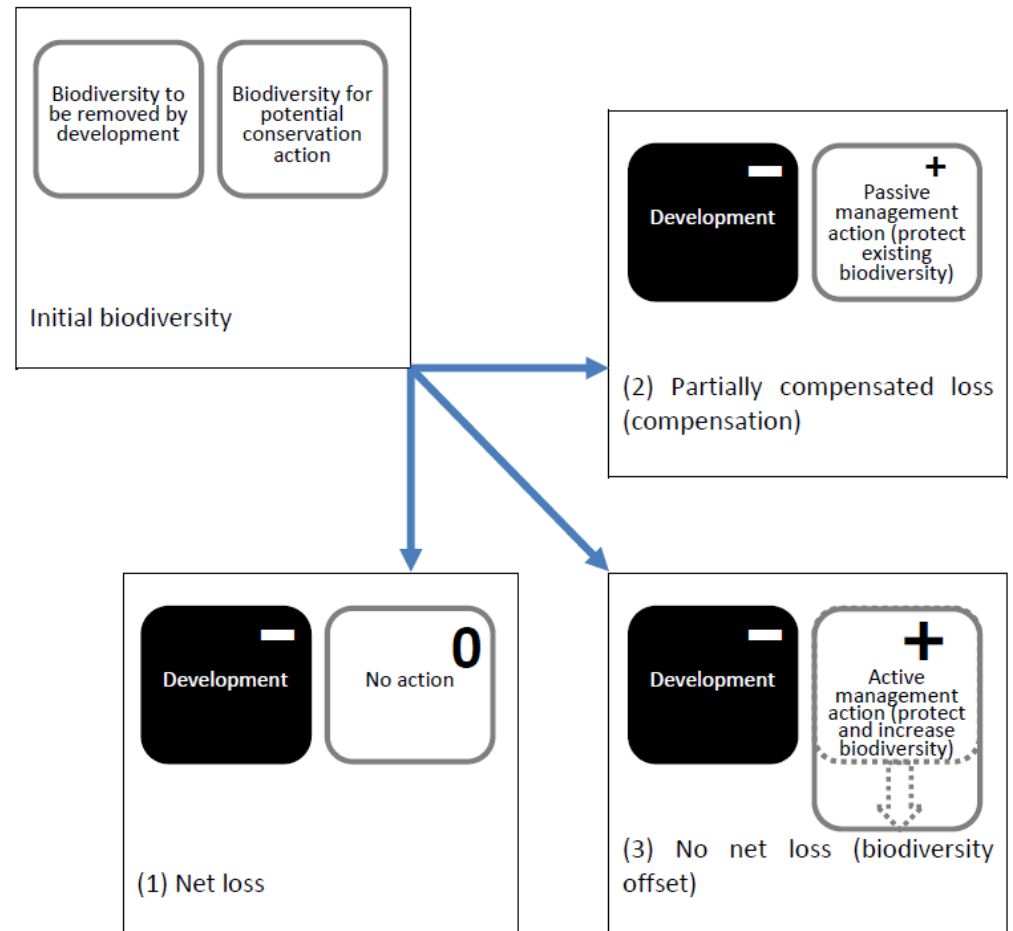 Biodiversity to
be removed by
development
Biodiversity for
potential
conservation
action
Initial biodiversity
Development
+
Passive
management
action (protect
existing
biodiversity)
(2) Partially compensated loss
(compensation)
Development
0
No action
(1) Net loss
Development
+
Active
management
action (protect
and increase
biodiversity)
(3) No net loss (biodiversity
offset)